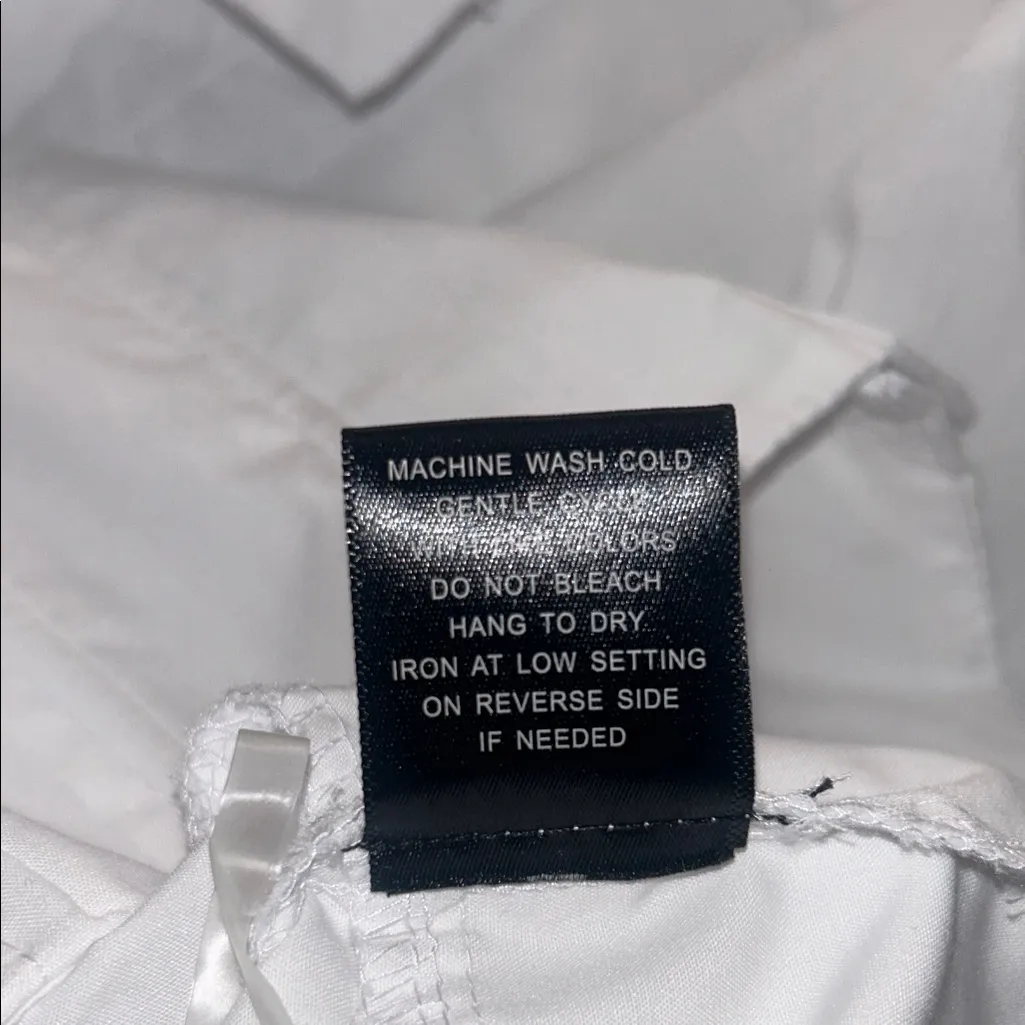 MACHINE WASH COLD
GENTLE CYCLE
WITH LIKE COLORS
DO NOT BLEACH
HANG TO DRY
IRON AT LOW SETTING
ON REVERSE SIDE
IF NEEDED